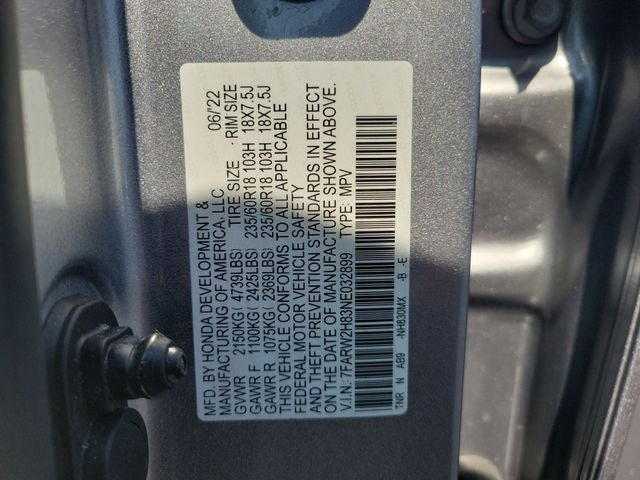 MFD. BY HONDA DEVELOPMENT & 06/'22
MANUFACTURING OF AMERICA, LLC
TIRE SIZE - RIM SIZE
GVWR 2150KG( 4739LBS)
GAWR F 1100KG( 2425LBS) 235/60R18 103H 18X7.5J
GAWR R 1075KG( 2369LBS) 235/60R18 103H 18X7.5J
THIS VEHICLE CONFORMS TO ALL APPLICABLE
FEDERAL MOTOR VEHICLE SAFETY
AND THEFT PREVENTION STANDARDS IN EFFECT
ON THE DATE OF MANUFACTURE SHOWN ABOVE.
V.I.N.: 7FARW2H83NE032899 TYPE: MPV
TNR N AB9 -NH830MX -B -E